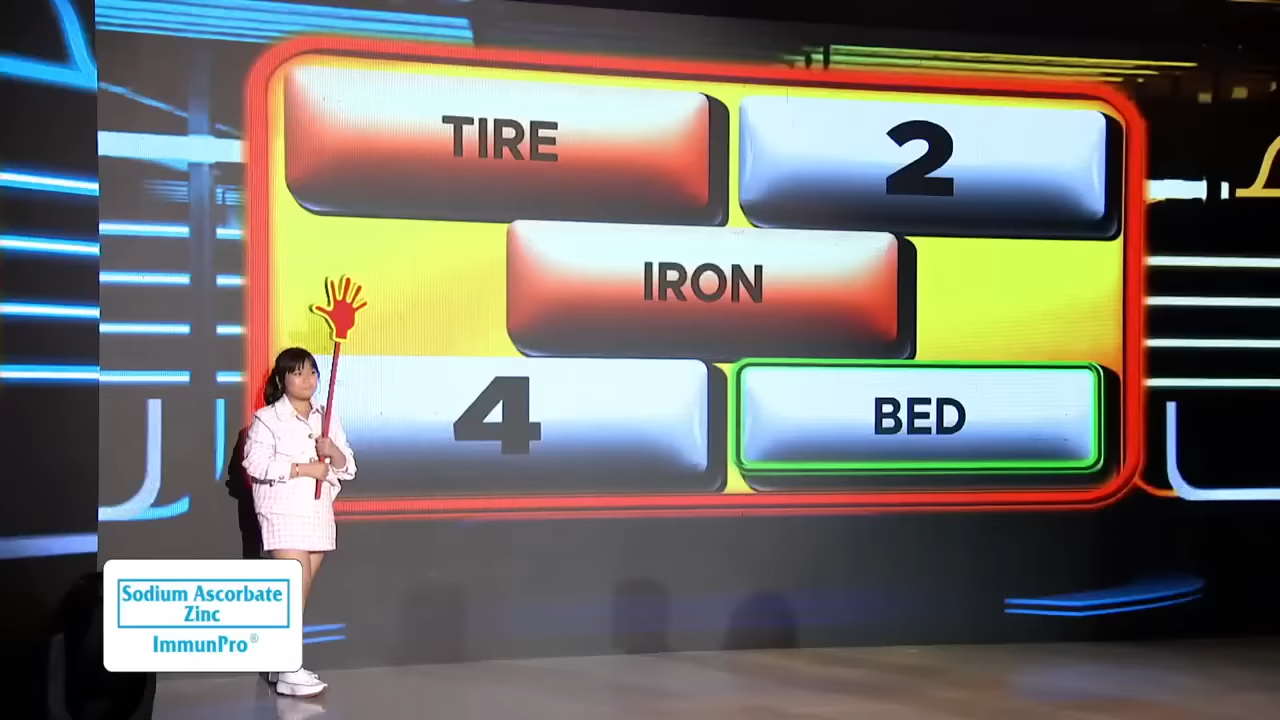 TIRE
2
IRON
4
BED
Sodium Ascorbate
Zinc
ImmunPro®